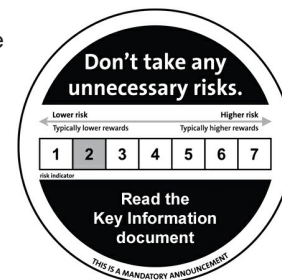 e
Don't take any
unnecessary risks.
Lower risk Higher risk
Typically lower rewards Typically higher rewards
1 2 3 4 5 6 7
risk indicator
Read the
Key Information
document
THIS IS A MANDATORY ANNOUNCEMENT